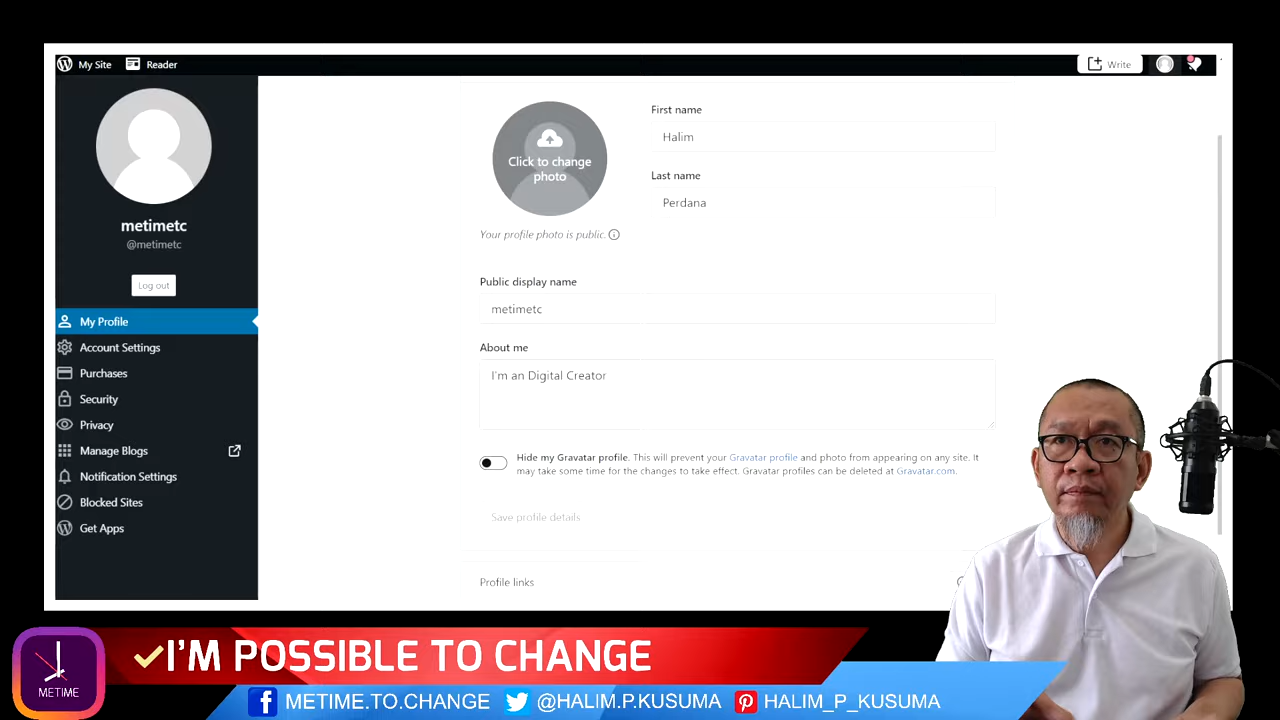 My Site
Reader
Write
Click to change
photo
First name
Halim
Last name
Perdana
Your profile photo is public.
metimetc
@metimetc
Log out
Public display name
metimetc
About me
I'm an Digital Creator
My Profile
Account Settings
Purchases
Security
Privacy
Manage Blogs
Notification Settings
Blocked Sites
Get Apps
Hide my Gravatar profile. This will prevent your Gravatar profile and photo from appearing on any site. It
may take some time for the changes to take effect. Gravatar profiles can be deleted at Gravatar.com.
Save profile details
Profile links
I'M POSSIBLE TO CHANGE
METIME
METIME.TO.CHANGE
@HALIM.P.KUSUMA
HALIM_P_KUSUMA